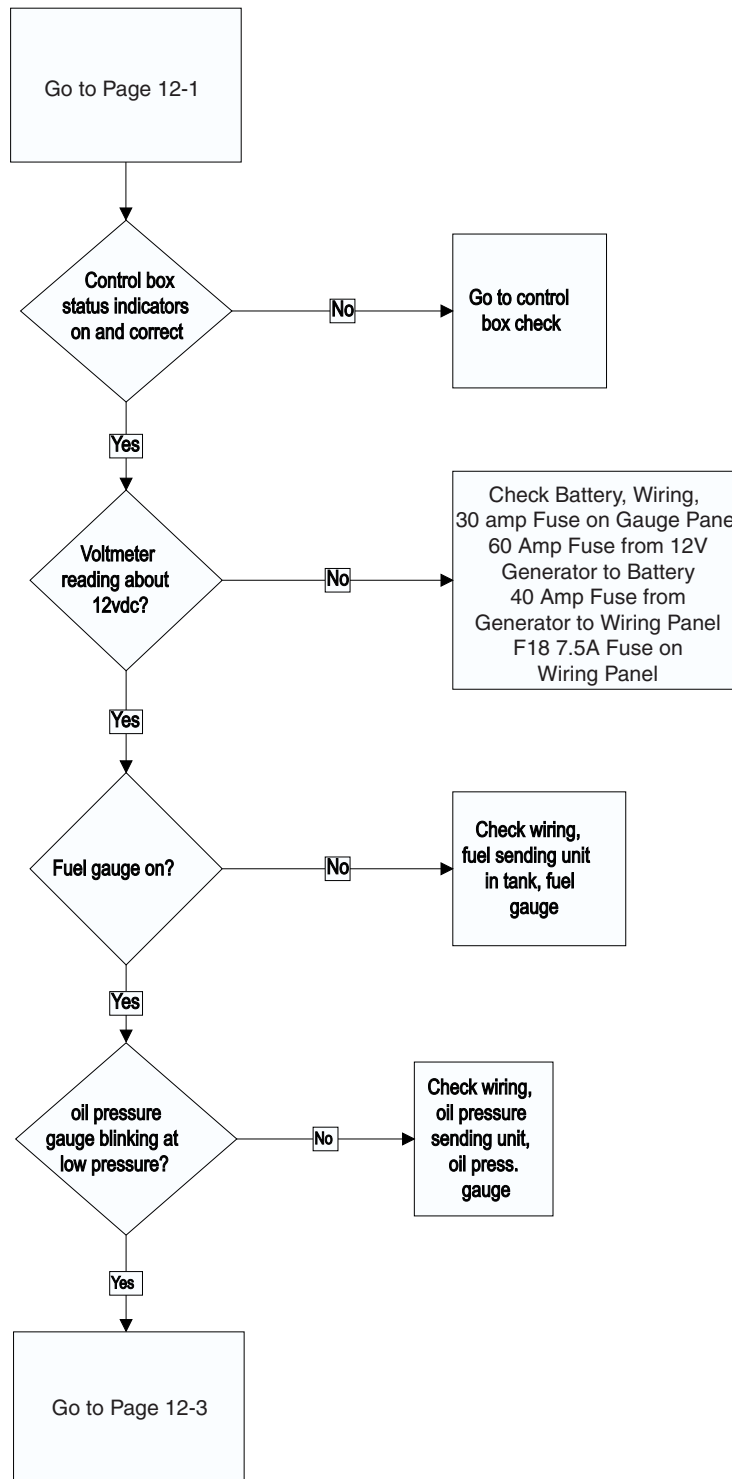 Go to Page 12-1
Control box
status indicators
on and correct
No
Go to control
box check
Yes
Voltmeter
reading about
12vdc?
No
Check Battery, Wiring,
30 amp Fuse on Gauge Pane
60 Amp Fuse from 12V
Generator to Battery
40 Amp Fuse from
Generator to Wiring Panel
F18 7.5A Fuse on
Wiring Panel
Yes
Fuel gauge on?
No
Check wiring,
fuel sending unit
in tank, fuel
gauge
Yes
oil pressure
gauge blinking at
low pressure?
No
Check wiring,
oil pressure
sending unit,
oil press.
gauge
Yes
Go to Page 12-3